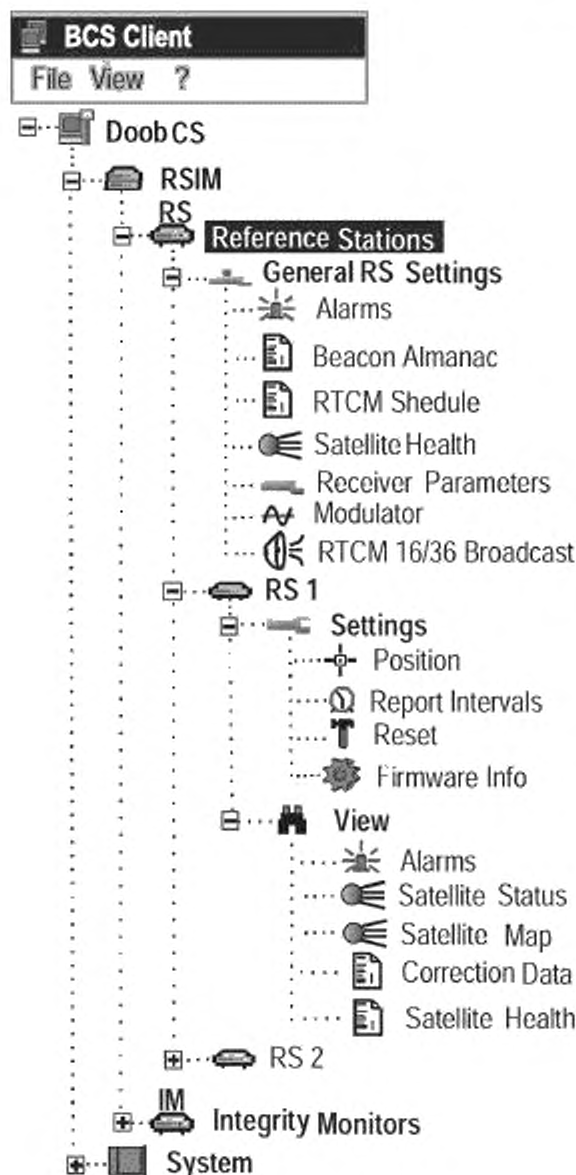 BCS Client
File View ?
Doob CS
RSIM
RS
Reference Stations
General RS Settings
Alarms
Beacon Almanac
RTCM Shedule
Satellite Health
Receiver Parameters
Modulator
RTCM 16/36 Broadcast
RS 1
Settings
Position
Report Intervals
Reset
Firmware Info
View
Alarms
Satellite Status
Satellite Map
Correction Data
Satellite Health
RS 2
IM
Integrity Monitors
System